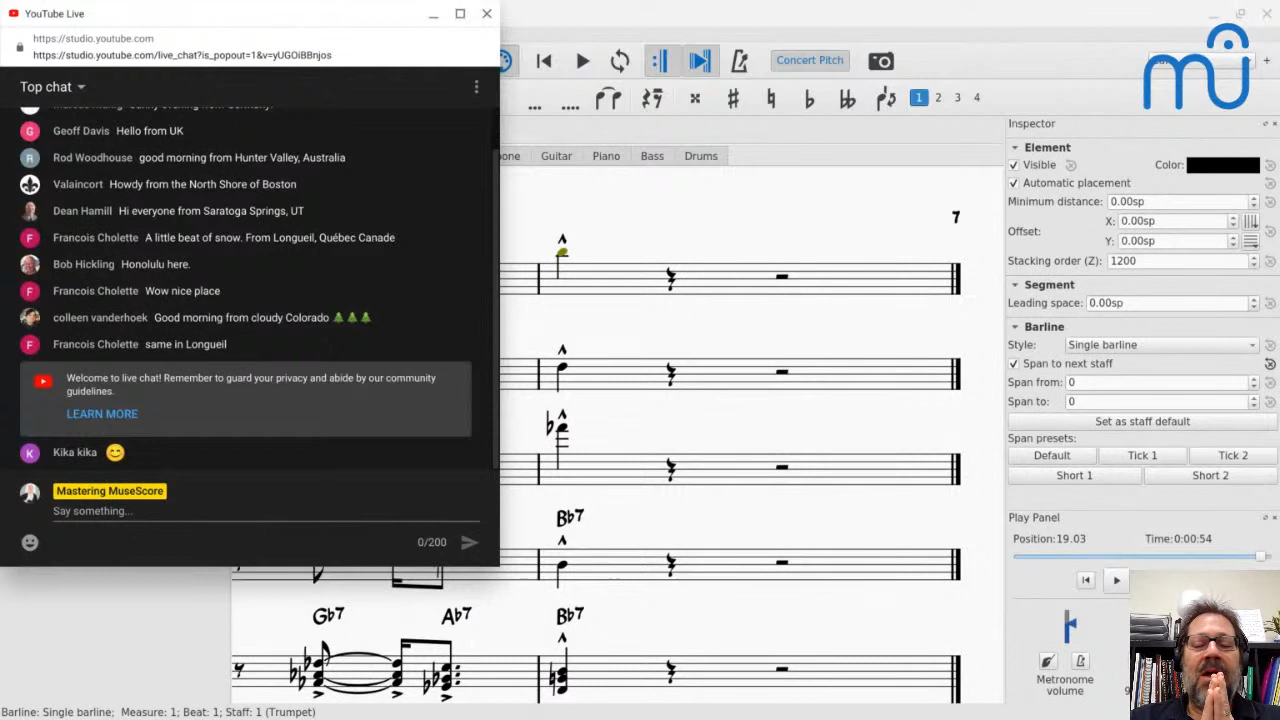 YouTube Live
https://studio.youtube.com
https://studio.youtube.com/live_chat?is_popout=1&v=yUGOiBBnjos
Top chat
Geoff Davis Hello from UK
Rod Woodhouse good morning from Hunter Valley, Australia
Valaincort Howdy from the North Shore of Boston
Dean Hamill Hi everyone from Saratoga Springs, UT
Francois Cholette A little beat of snow. From Longueil, Québec Canade
Bob Hickling Honolulu here.
Francois Cholette Wow nice place
colleen vanderhoek Good morning from cloudy Colorado 🌲🌲🌲
Francois Cholette same in Longueil
Welcome to live chat! Remember to guard your privacy and abide by our community
guidelines.
LEARN MORE
Kika kika 😊
Mastering MuseScore
Say something...
0/200
Concert Pitch
1 2 3 4
Guitar Piano Bass Drums
7
Bb7
Gb7 Ab7 Bb7
Inspector
Element
Visible Color:
Automatic placement
Minimum distance: 0.00sp
Offset: X: 0.00sp
Y: 0.00sp
Stacking order (Z): 1200
Segment
Leading space: 0.00sp
Barline
Style: Single barline
Span to next staff
Span from: 0
Span to: 0
Set as staff default
Span presets:
Default Tick 1 Tick 2
Short 1 Short 2
Play Panel
Position: 19.03 Time: 0:00:54
Metronome
volume
Barline: Single barline; Measure: 1; Beat: 1; Staff: 1 (Trumpet)